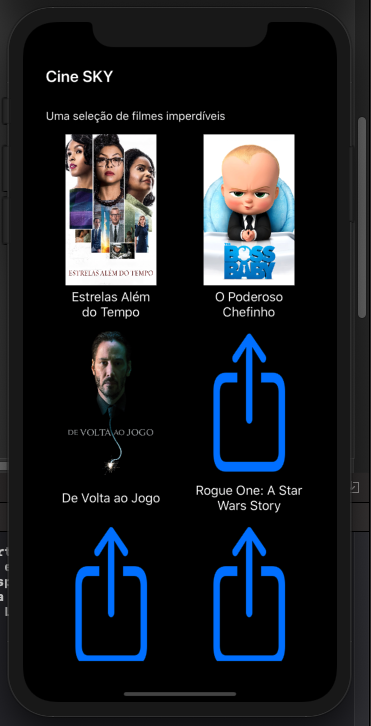 Cine SKY
Uma seleção de filmes imperdíveis
ESTRELAS ALÉM DO TEMPO
THE
BOSS
BABY
Estrelas Além
do Tempo
O Poderoso
Chefinho
DE VOLTA AO JOGO
De Volta ao Jogo
Rogue One: A Star
Wars Story